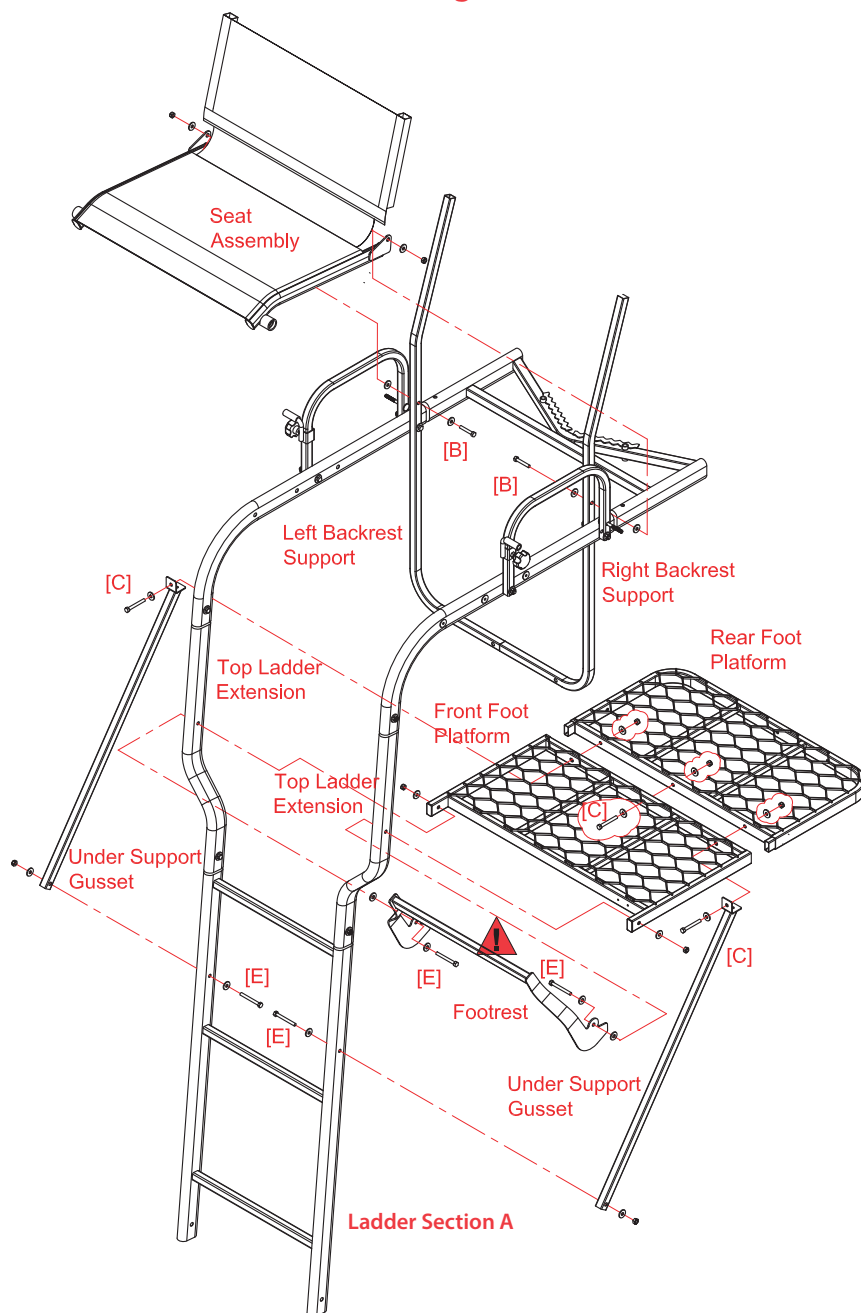 Seat
Assembly
[B]
[B]
Left Backrest
Support
[C]
Right Backrest
Support
Rear Foot
Platform
Top Ladder
Extension
Front Foot
Platform
Top Ladder
Extension
[C]
Under Support
Gusset
!
[C]
[E]
[E]
[E]
Footrest
[E]
Under Support
Gusset
Ladder Section A